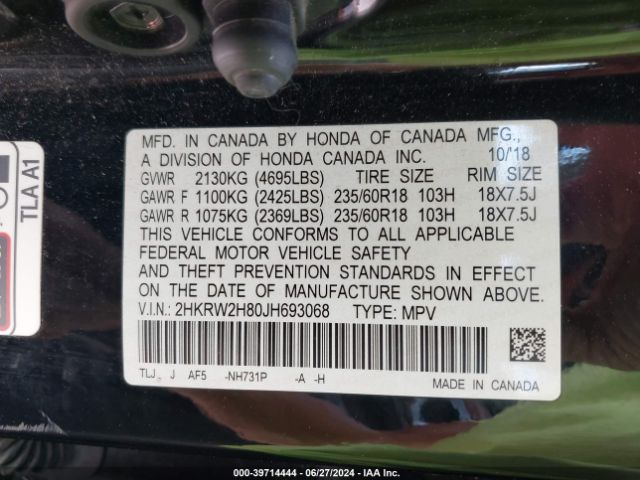 MFD. IN CANADA BY HONDA OF CANADA MFG.,
A DIVISION OF HONDA CANADA INC. 10/18
GVWR 2130KG (4695LBS) TIRE SIZE RIM SIZE
GAWR F 1100KG (2425LBS) 235/60R18 103H 18X7.5J
GAWR R 1075KG (2369LBS) 235/60R18 103H 18X7.5J
THIS VEHICLE CONFORMS TO ALL APPLICABLE
FEDERAL MOTOR VEHICLE SAFETY
AND THEFT PREVENTION STANDARDS IN EFFECT
ON THE DATE OF MANUFACTURE SHOWN ABOVE.
V.I.N.: 2HKRW2H80JH693068 TYPE: MPV
TLJ J AF5 -NH731P -A -H
MADE IN CANADA
TLA A1
000-39714444 / 06/27/2024 / IAA Inc.